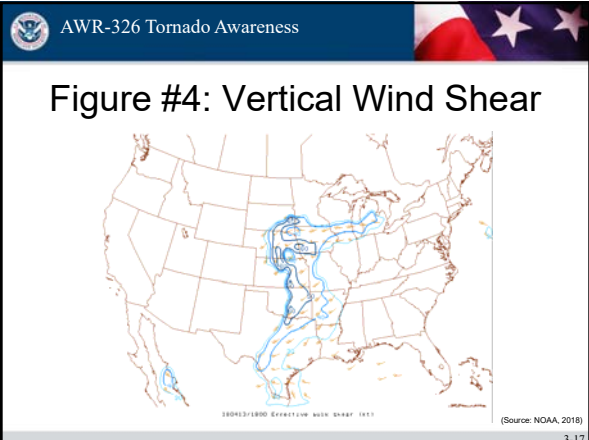 AWR-326 Tornado Awareness
Figure #4: Vertical Wind Shear
180413/1800 Effective bulk Shear (kt)
(Source: NOAA, 2018)
3-17